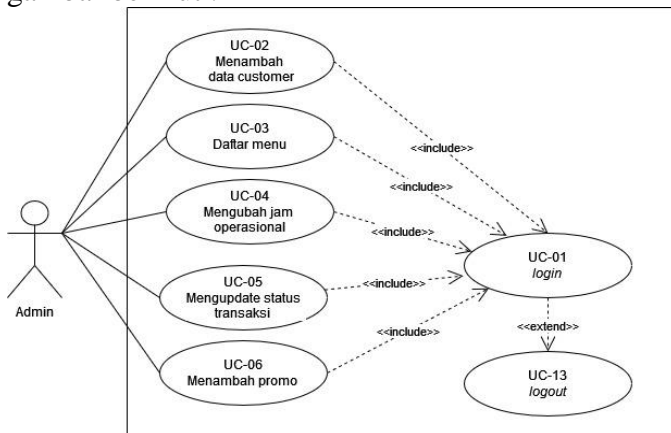 UC-02
Menambah
data customer
UC-03
Daftar menu
UC-04
Mengubah jam
operasional
UC-05
Mengupdate status
transaksi
UC-06
Menambah promo
Admin
<<include>>
<<include>>
<<include>>
<<include>>
<<include>>
UC-01
login
<<extend>>
UC-13
logout